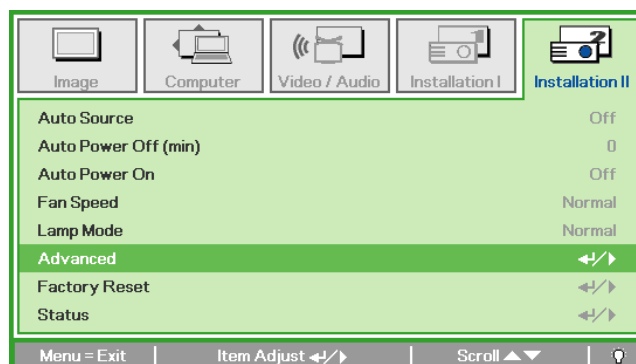 Image Computer Video / Audio Installation I Installation II
Auto Source Off
Auto Power Off (min) 0
Auto Power On Off
Fan Speed Normal
Lamp Mode Normal
Advanced
Factory Reset
Status
Menu = Exit Item Adjust Scroll